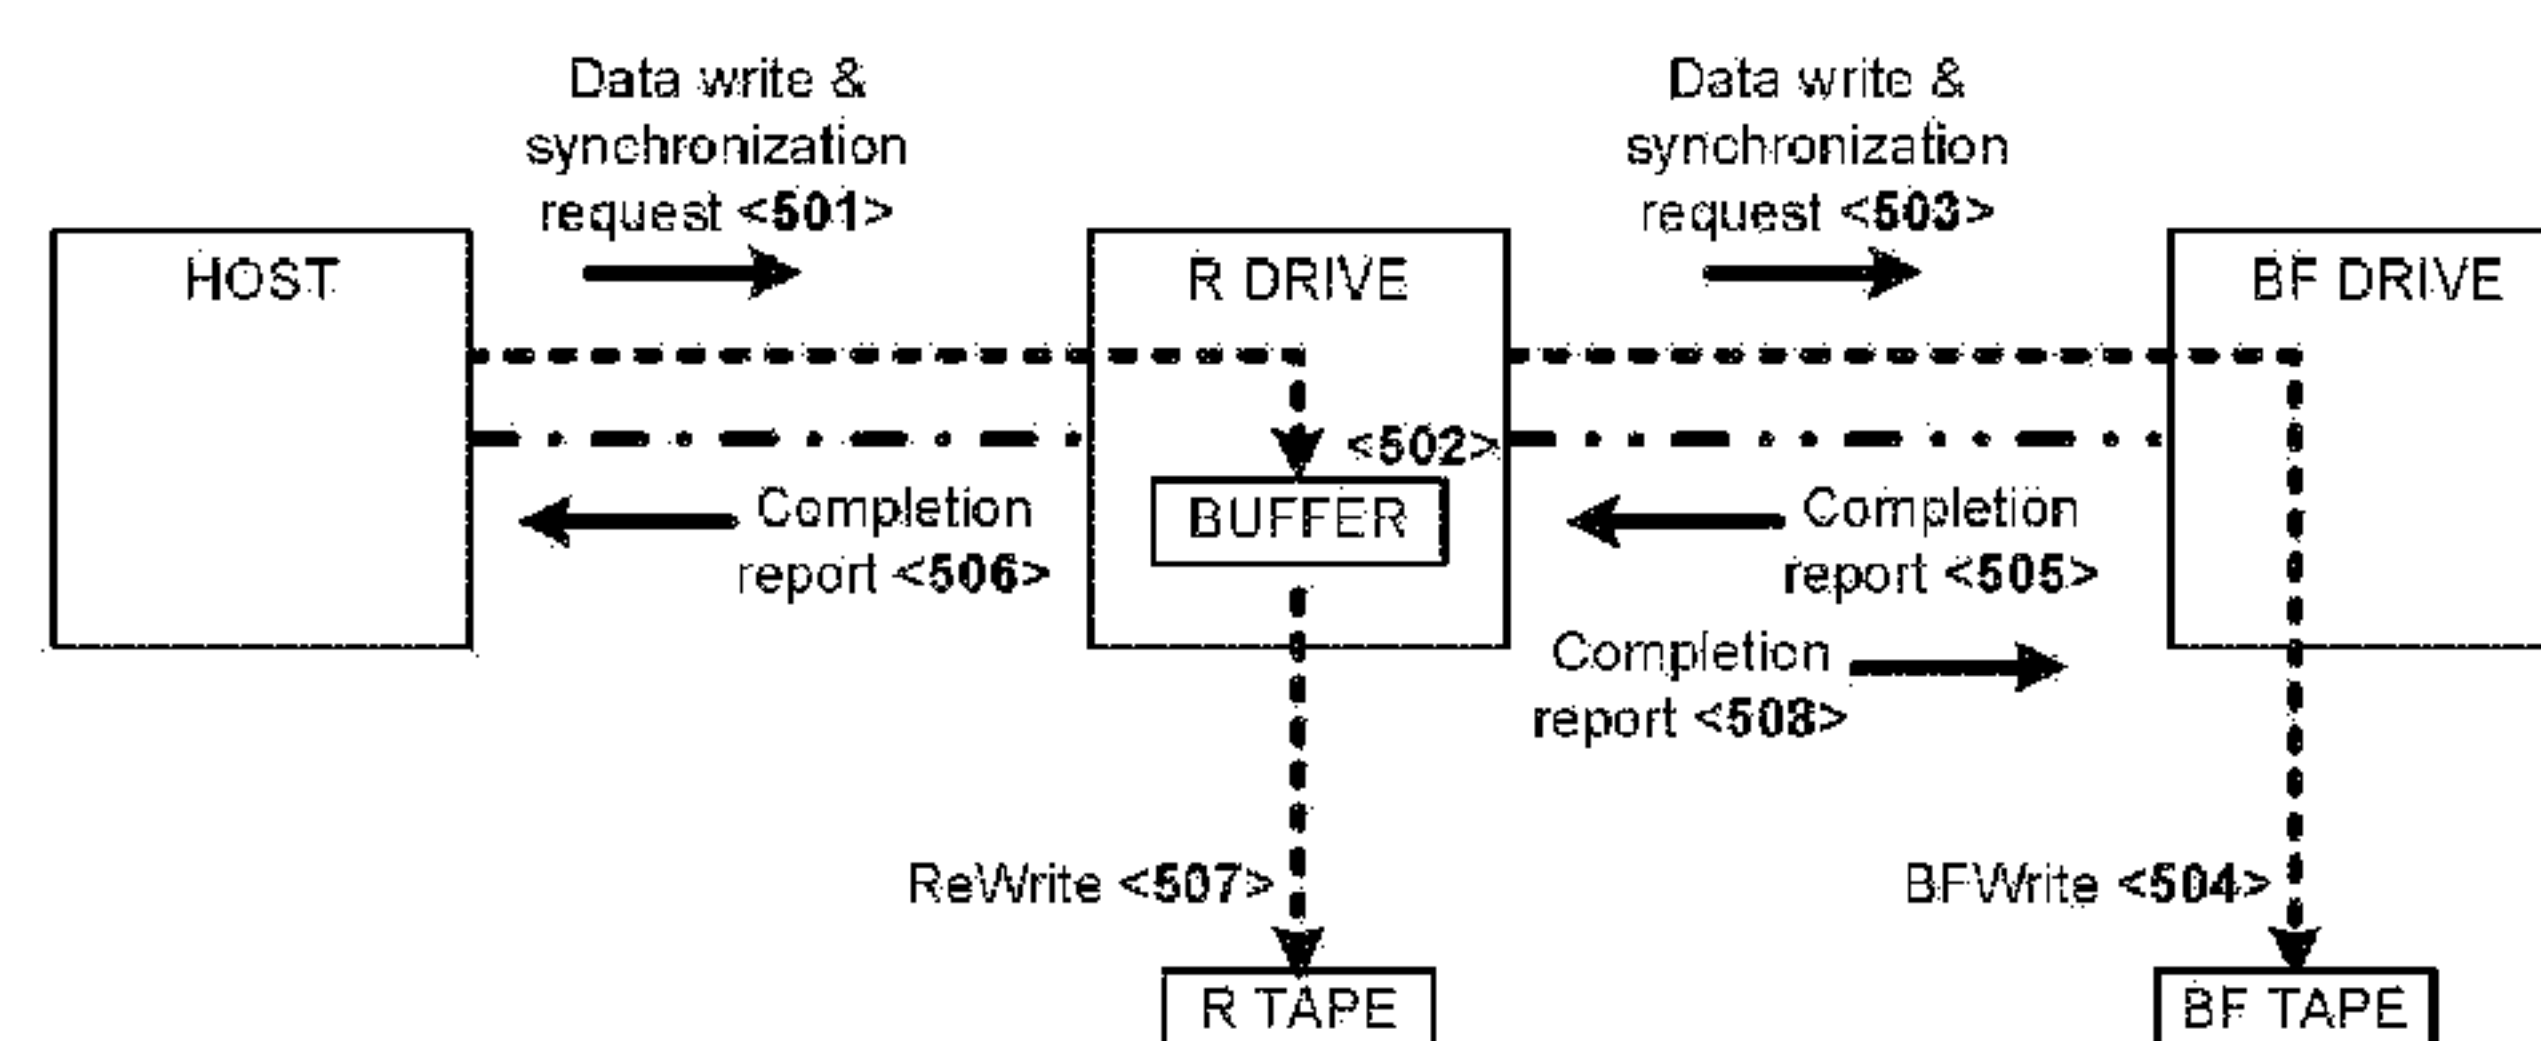 Data write &
synchronization
request <501>
Data write &
synchronization
request <503>
HOST
R DRIVE
BF DRIVE
<502>
BUFFER
Completion
report <506>
Completion
report <505>
Completion
report <508>
ReWrite <507>
BFWrite <504>
R TAPE
BF TAPE